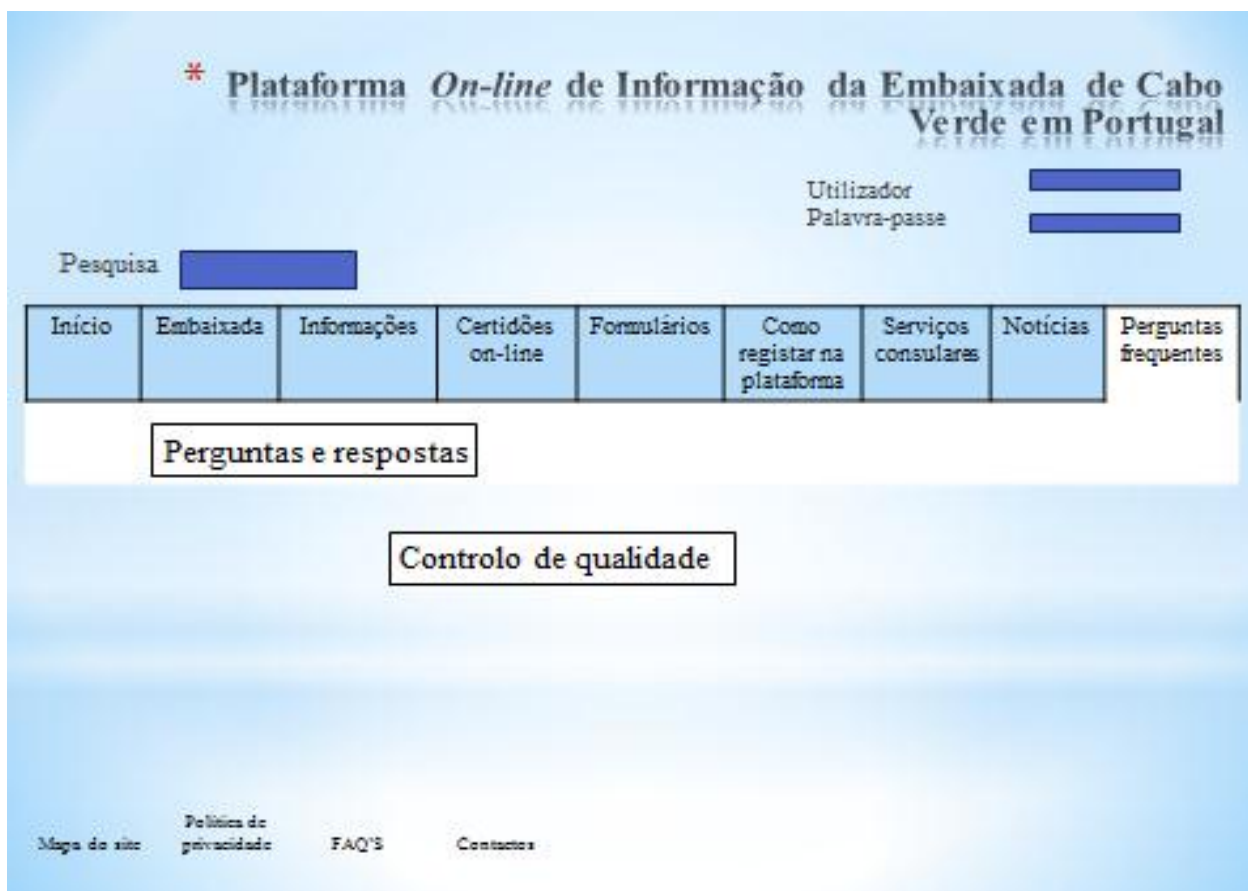 * Plataforma On-line de Informação da Embaixada de Cabo
Verde em Portugal
Utilizador
Palavra-passe
Pesquisa
Início
Embaixada
Informações
Certidões
on-line
Formulários
Como
registar na
plataforma
Serviços
consulares
Notícias
Perguntas
frequentes
Perguntas e respostas
Controlo de qualidade
Mapa do site
Política de
privacidade
FAQ'S
Contactos